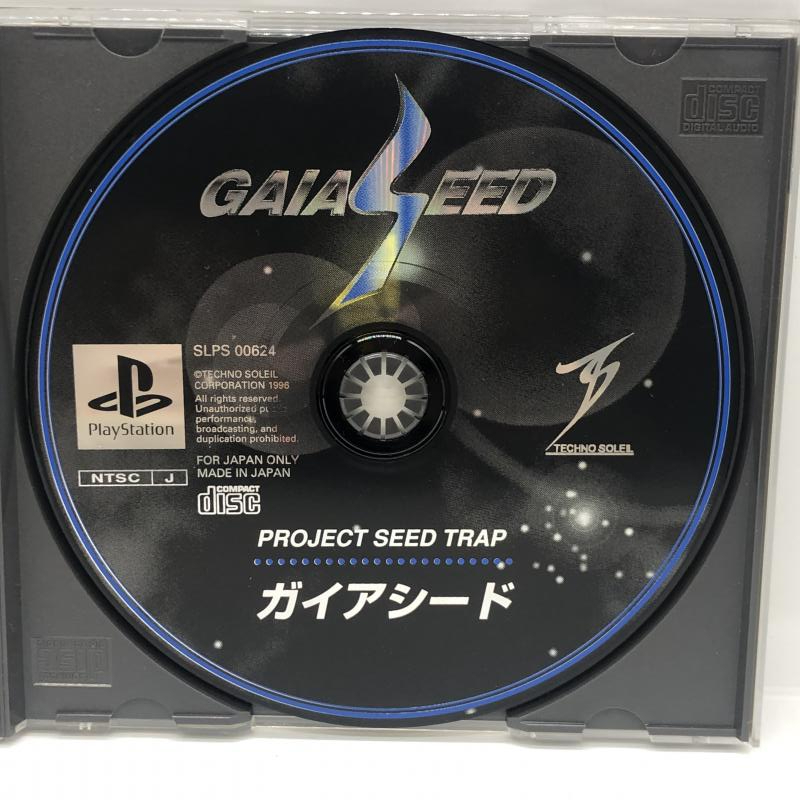 COMPACT
disc
DIGITAL AUDIO
GAIASEED
PlayStation
NTSC J
SLPS 00624
©TECHNO SOLEIL
CORPORATION 1996
All rights reserved.
Unauthorized
performance,
broadcasting, and
duplication prohibited.
FOR JAPAN ONLY
MADE IN JAPAN
COMPACT
disc
TECHNO SOLEIL
PROJECT SEED TRAP
ガイアシード